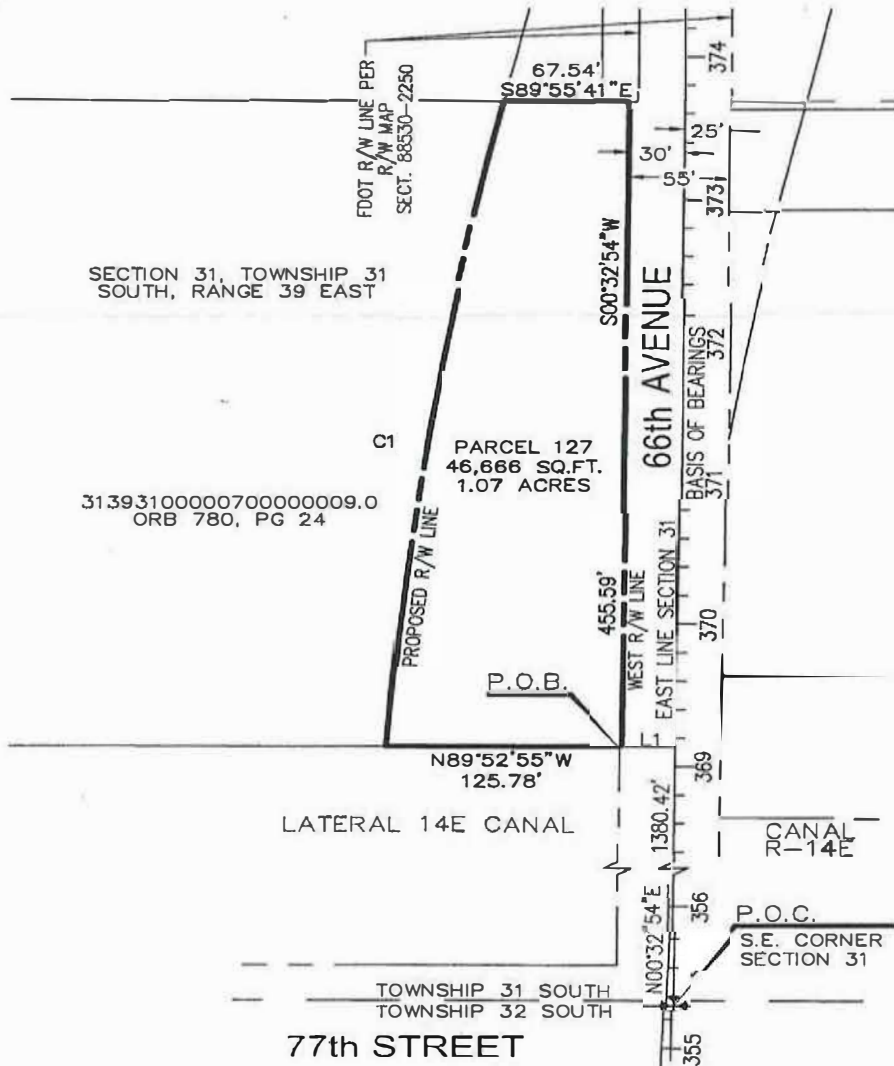 FDOT R/W LINE PER
R/W MAP
SECT. 88530-2250
67.54'
S89°55'41"E
374
25'
30'
55'
373
SECTION 31, TOWNSHIP 31
SOUTH, RANGE 39 EAST
S00°32'54"W
66th AVENUE
BASIS OF BEARINGS
372
C1
PARCEL 127
46,666 SQ.FT.
1.07 ACRES
371
31393100000700000009.0
ORB 780, PG 24
PROPOSED R/W LINE
455.59'
WEST R/W LINE
EAST LINE SECTION 31
370
P.O.B.
L1
369
N89°52'55"W
125.78'
LATERAL 14E CANAL
1380.42'
CANAL
R-14E
N00°32'54"E
356
P.O.C.
S.E. CORNER
SECTION 31
TOWNSHIP 31 SOUTH
TOWNSHIP 32 SOUTH
77th STREET
355